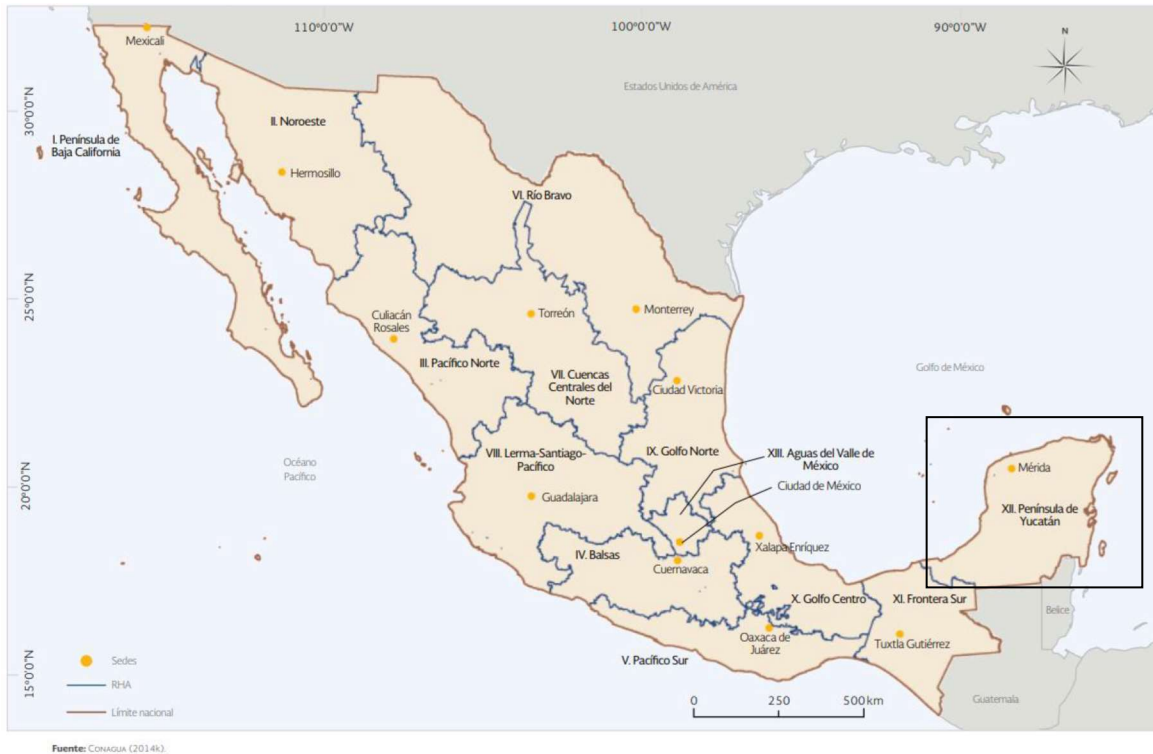 110°0'0"W
100°0'0"W
90°0'0"W
N
Mexicali
Estados Unidos de América
30°0'0"N
II. Noroeste
I. Península de
Baja California
Hermosillo
VI. Río Bravo
25°0'0"N
Culiacán
Rosales
Torreón
Monterrey
III. Pacífico Norte
VII. Cuencas
Centrales del
Norte
Ciudad Victoria
Golfo de México
VIII. Lerma-Santiago-
Pacífico
IX. Golfo Norte
XIII. Aguas del Valle de
México
Ciudad de México
Océano
Pacífico
20°0'0"N
Guadalajara
Mérida
XII. Península de
Yucatán
IV. Balsas
Cuernavaca
Xalapa Enríquez
X. Golfo Centro
XI. Frontera Sur
Belice
Oaxaca de
Juárez
Tuxtla Gutiérrez
V. Pacífico Sur
15°0'0"N
Sedes
RHA
Límite nacional
0 250 500 km
Guatemala
Fuente: CONAGUA (2014k).